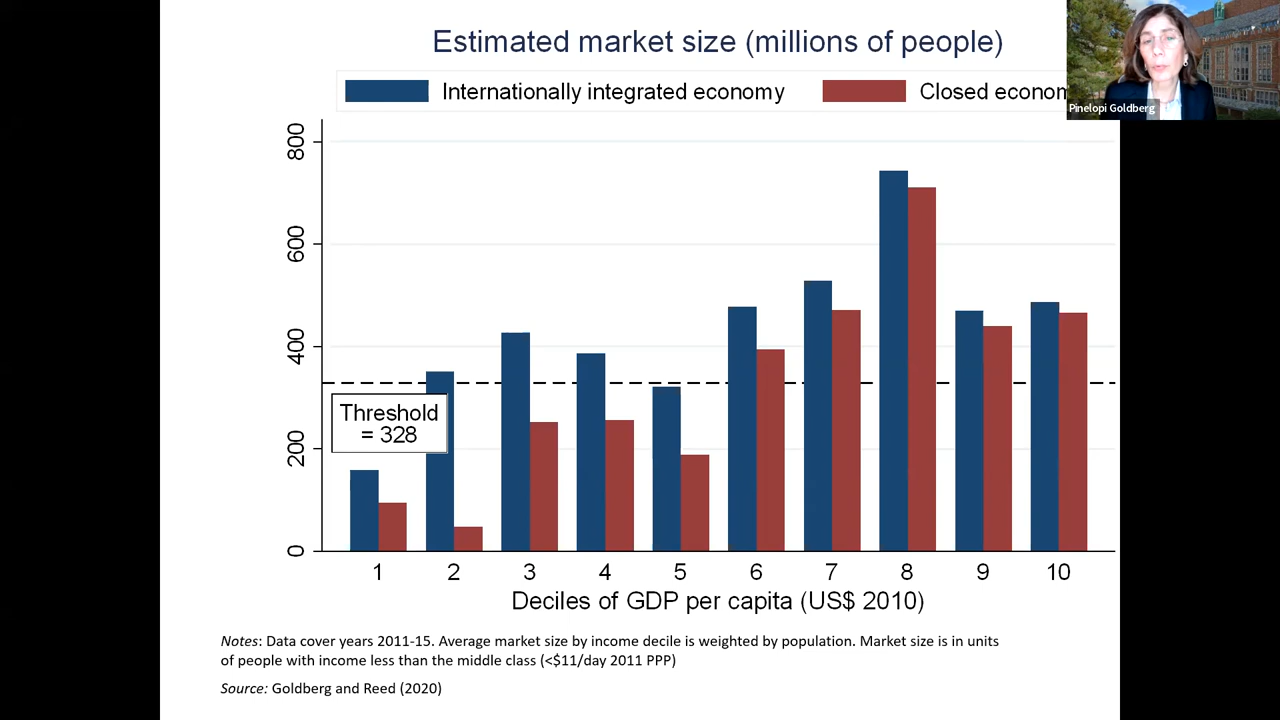 Estimated market size (millions of people)
Internationally integrated economy
Closed econom
Pinelopi Goldberg
800
600
400
200
0
Threshold
= 328
1 2 3 4 5 6 7 8 9 10
Deciles of GDP per capita (US$ 2010)
Notes: Data cover years 2011-15. Average market size by income decile is weighted by population. Market size is in units
of people with income less than the middle class (<$11/day 2011 PPP)
Source: Goldberg and Reed (2020)